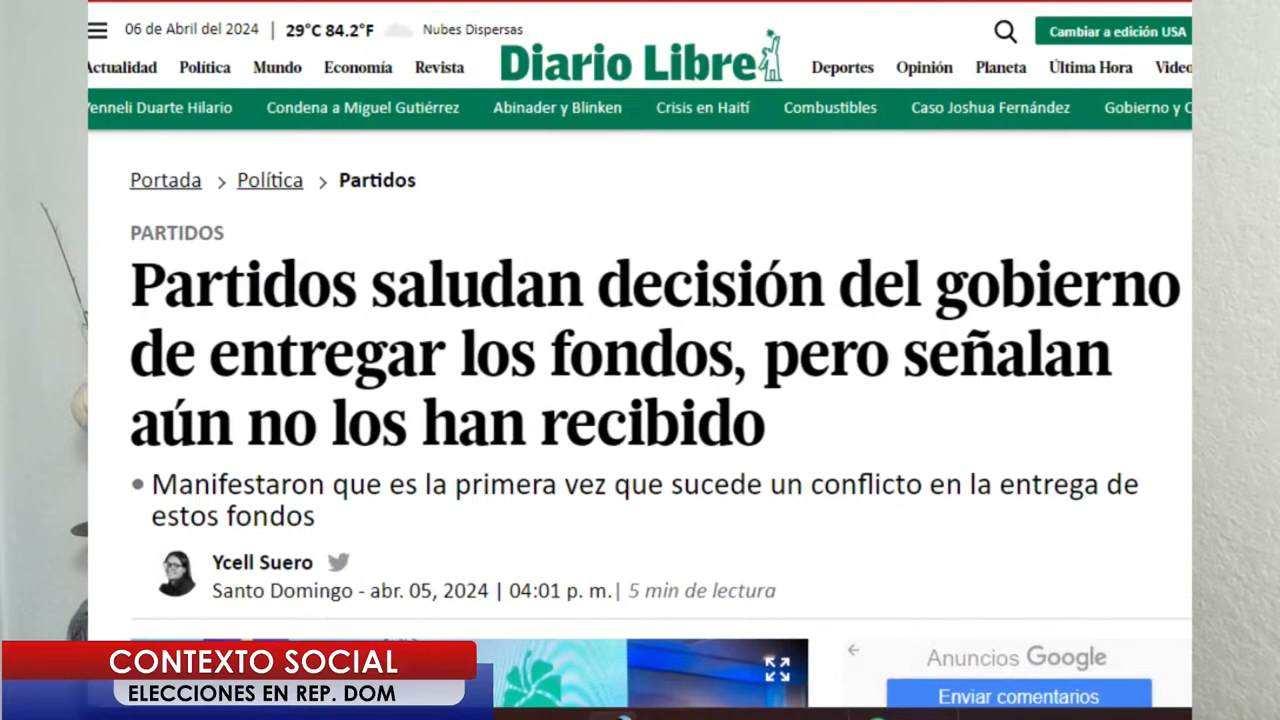 06 de Abril del 2024 | 29°C 84.2°F Nubes Dispersas
Cambiar a edición USA
Diario Libre
Actualidad Política Mundo Economía Revista
Deportes Opinión Planeta Última Hora Video
Yenneli Duarte Hilario Condena a Miguel Gutiérrez Abinader y Blinken Crisis en Haití Combustibles Caso Joshua Fernández Gobierno y
Portada > Política > Partidos
PARTIDOS
Partidos saludan decisión del gobierno
de entregar los fondos, pero señalan
aún no los han recibido
• Manifestaron que es la primera vez que sucede un conflicto en la entrega de
estos fondos
Ycell Suero
Santo Domingo - abr. 05, 2024 | 04:01 p. m.| 5 min de lectura
Anuncios Google
Enviar comentarios
CONTEXTO SOCIAL
ELECCIONES EN REP. DOM